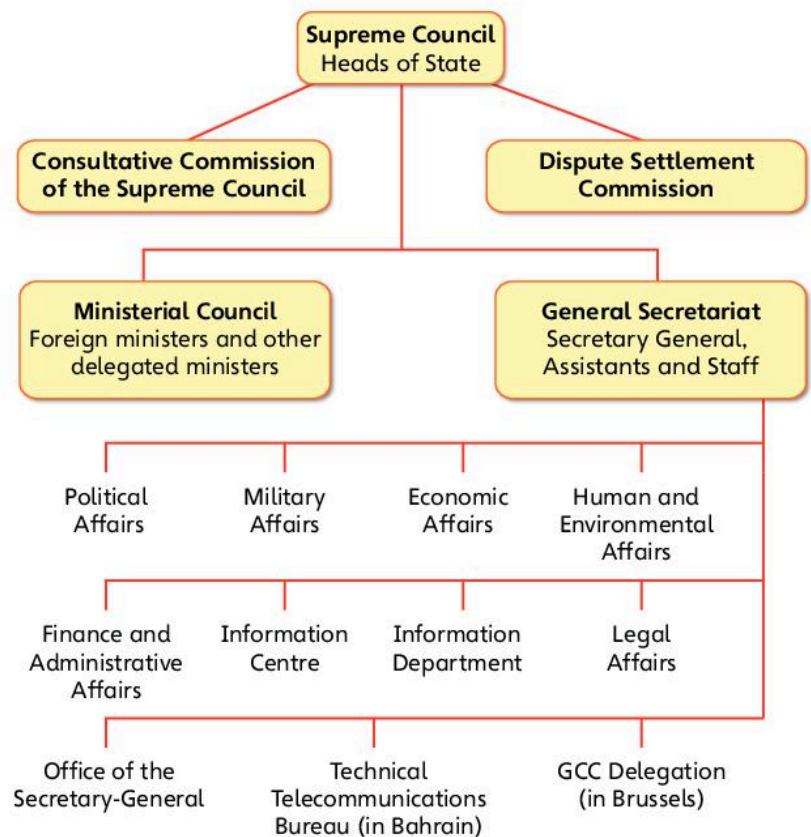 Supreme Council
Heads of State
Consultative Commission
of the Supreme Council
Dispute Settlement
Commission
Ministerial Council
Foreign ministers and other
delegated ministers
General Secretariat
Secretary General,
Assistants and Staff
Political
Affairs
Military
Affairs
Economic
Affairs
Human and
Environmental
Affairs
Finance and
Administrative
Affairs
Information
Centre
Information
Department
Legal
Affairs
Office of the
Secretary-General
Technical
Telecommunications
Bureau (in Bahrain)
GCC Delegation
(in Brussels)